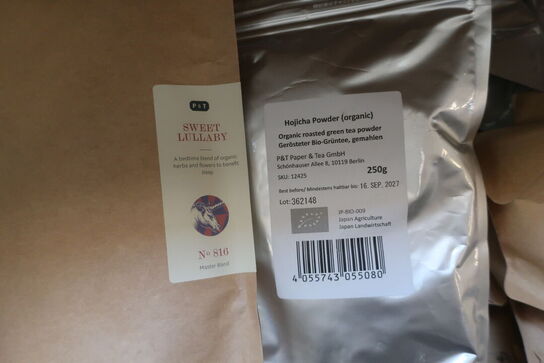 P&T
SWEET
LULLABY
A bedtime blend of organic
herbs and flowers to benefit
sleep
Nº 816
Master Blend
Hojicha Powder (organic)
Organic roasted green tea powder
Gerösteter Bio-Grüntee, gemahlen
P&T Paper & Tea GmbH
Schönhauser Allee 8, 10119 Berlin
SKU: 12425
250g
Best before/ Mindestens haltbar bis: 16. SEP. 2027
Lot: 362148
JP-BIO-009
Japan Agriculture
Japan Landwirtschaft
4 055743 055080